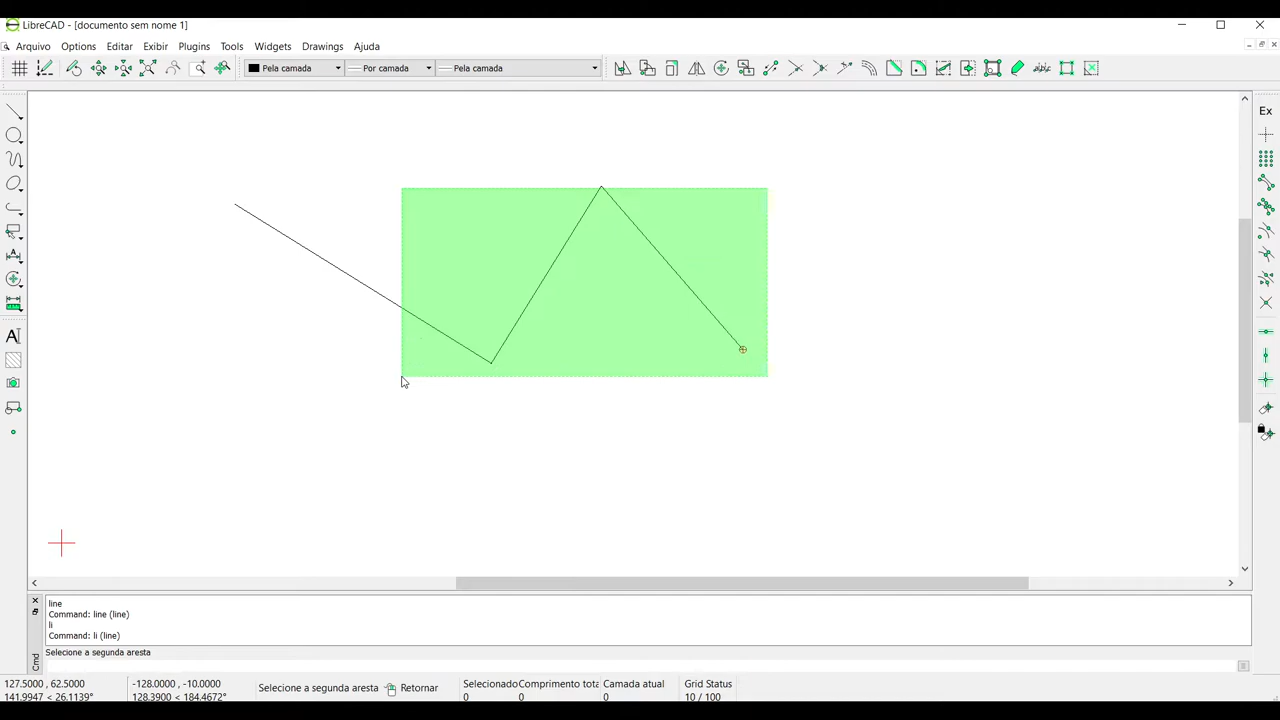 LibreCAD - [documento sem nome 1]
Arquivo Options Editar Exibir Plugins Tools Widgets Drawings Ajuda
Pela camada Por camada Pela camada
Ex
A
line
Command: line (line)
li
Command: li (line)
Selecione a segunda aresta
Cmd
127.5000 , 62.5000 -128.0000 , -10.0000 Selecione a segunda aresta Retornar Selecionado Comprimento tota Camada atual Grid Status
141.9947 < 26.1139° 128.3900 < 184.4672° 0 0 0 10 / 100